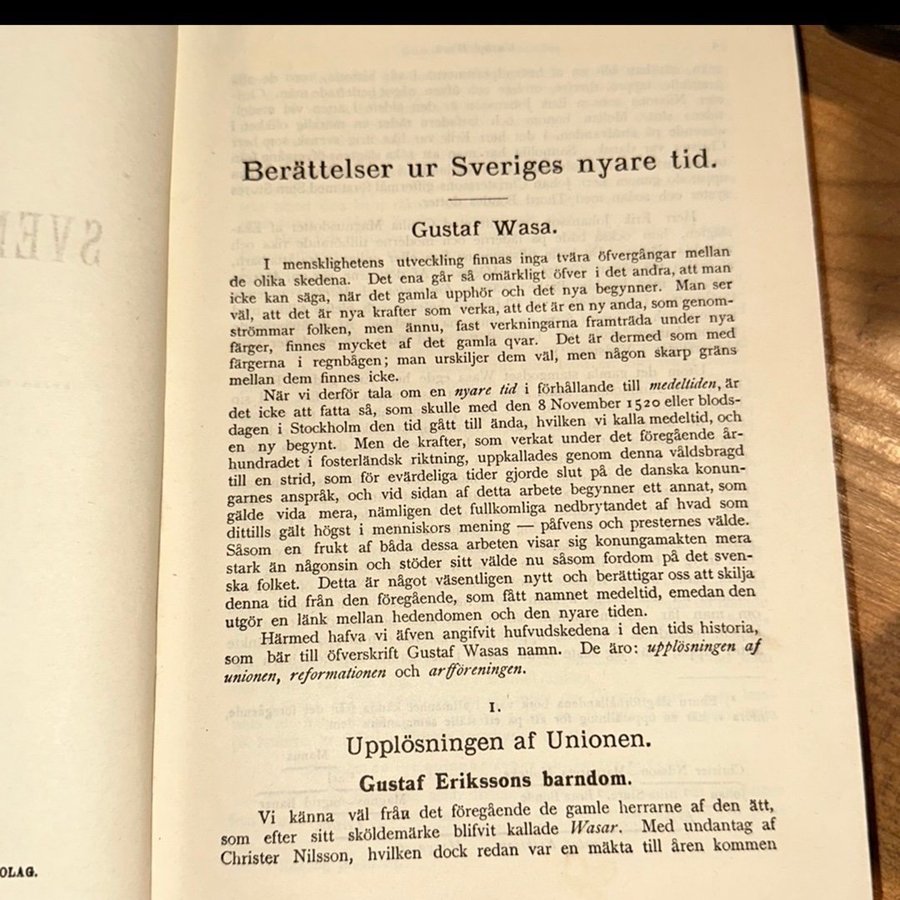 Berättelser ur Sveriges nyare tid.
Gustaf Wasa.
I mensklighetens utveckling finnas inga tvära öfvergångar mellan
de olika skedena. Det ena går så omärkligt öfver i det andra, att man
icke kan säga, när det gamla upphör och det nya begynner. Man ser
väl, att det är nya krafter som verka, att det är en ny anda, som genom-
strömmar folken, men ännu, fast verkningarna framträda under nya
färger, finnes mycket af det gamla qvar. Det är dermed som med
färgerna i regnbågen; man urskiljer dem väl, men någon skarp gräns
mellan dem finnes icke.
När vi derför tala om en nyare tid i förhållande till medeltiden, är
det icke att fatta så, som skulle med den 8 November 1520 eller blods-
dagen i Stockholm den tid gått till ända, hvilken vi kalla medeltid, och
en ny begynt. Men de krafter, som verkat under det föregående år-
hundradet i fosterländsk riktning, uppkallades genom denna våldsbragd
till en strid, som för evärdeliga tider gjorde slut på de danska konun-
garnes anspråk, och vid sidan af detta arbete begynner ett annat, som
gälde vida mera, nämligen det fullkomliga nedbrytandet af hvad som
dittills gält högst i menniskors mening — påfvens och presternes välde.
Såsom en frukt af båda dessa arbeten visar sig konungamakten mera
stark än någonsin och stöder sitt välde nu såsom fordom på det sven-
ska folket. Detta är något väsentligen nytt och berättigar oss att skilja
denna tid från den föregående, som fått namnet medeltid, emedan den
utgör en länk mellan hedendomen och den nyare tiden.
Härmed hafva vi äfven angifvit hufvudskedena i den tids historia,
som bär till öfverskrift Gustaf Wasas namn. De äro: upplösningen af
unionen, reformationen och arfföreningen.
I.
Upplösningen af Unionen.
Gustaf Erikssons barndom.
Vi känna väl från det föregående de gamle herrarne af den ätt,
som efter sitt sköldemärke blifvit kallade Wasar. Med undantag af
Christer Nilsson, hvilken dock redan var en mäkta till åren kommen
OLAG.